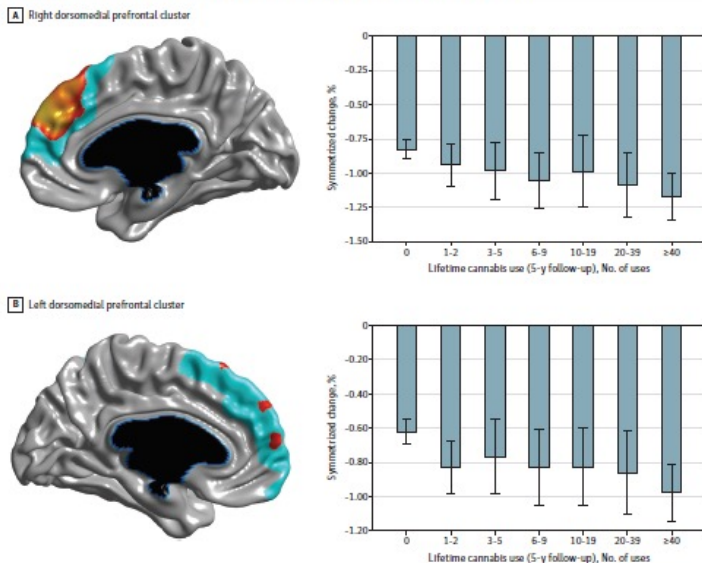 A Right dorsomedial prefrontal cluster
0
-0.25
-0.50
-0.75
-1.00
-1.25
-1.50
Symmetrized change, %
0 1-2 3-5 6-9 10-19 20-39 ≥40
Lifetime cannabis use (5-y follow-up), No. of uses
B Left dorsomedial prefrontal cluster
0
-0.20
-0.40
-0.60
-0.80
-1.00
-1.20
Symmetrized change, %
0 1-2 3-5 6-9 10-19 20-39 ≥40
Lifetime cannabis use (5-y follow-up), No. of uses